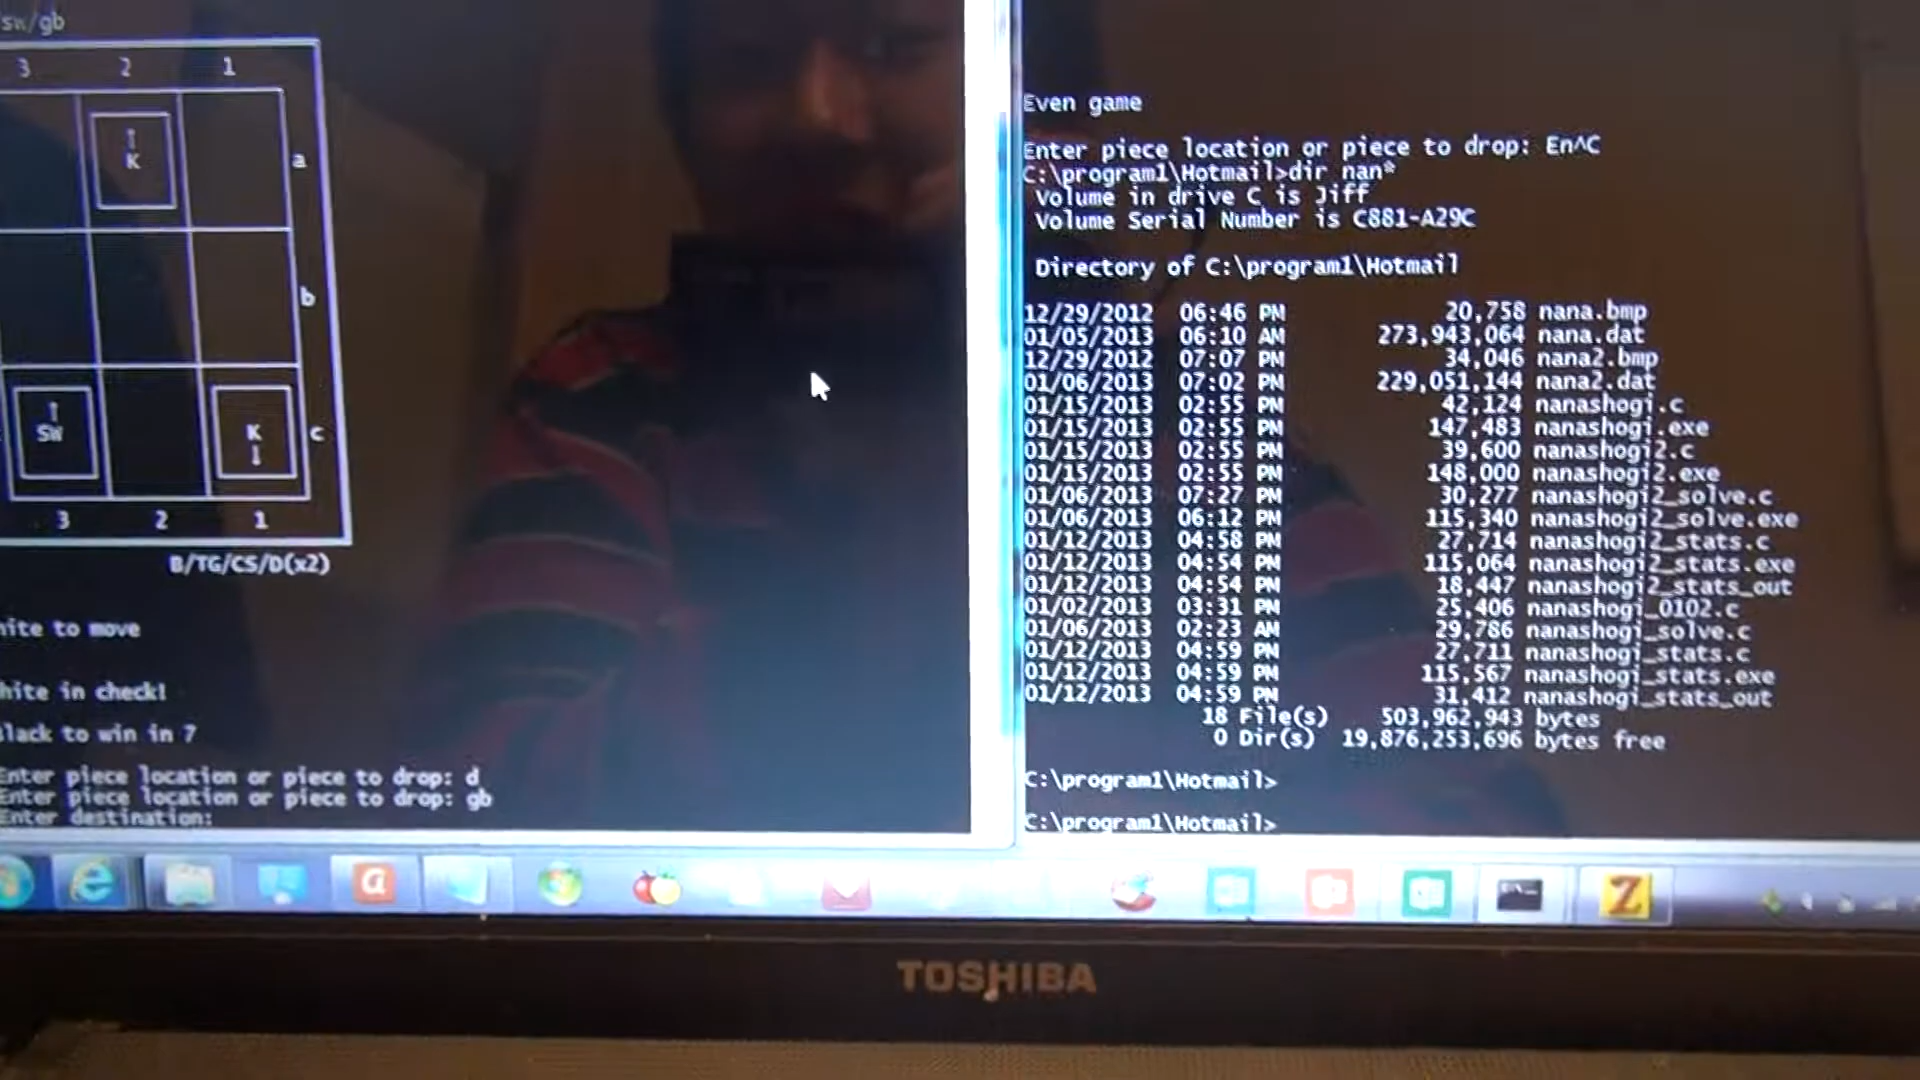 sw/gb
3 2 1
I
K
a
b
I
SW
K
I
c
3 2 1
B/TG/CS/D(x2)
hite to move
hite in check!
lack to win in 7
Enter piece location or piece to drop: d
Enter piece location or piece to drop: gb
Enter destination:
Even game
Enter piece location or piece to drop: En^C
C:\program1\Hotmail>dir nan*
Volume in drive C is Jiff
Volume Serial Number is C881-A29C
Directory of C:\program1\Hotmail
12/29/2012 06:46 PM 20,758 nana.bmp
01/05/2013 06:10 AM 273,943,064 nana.dat
12/29/2012 07:07 PM 34,046 nana2.bmp
01/06/2013 07:02 PM 229,051,144 nana2.dat
01/15/2013 02:55 PM 42,124 nanashogi.c
01/15/2013 02:55 PM 147,483 nanashogi.exe
01/15/2013 02:55 PM 39,600 nanashogi2.c
01/15/2013 02:55 PM 148,000 nanashogi2.exe
01/06/2013 07:27 PM 30,277 nanashogi2_solve.c
01/06/2013 06:12 PM 115,340 nanashogi2_solve.exe
01/12/2013 04:58 PM 27,714 nanashogi2_stats.c
01/12/2013 04:54 PM 115,064 nanashogi2_stats.exe
01/12/2013 04:54 PM 18,447 nanashogi2_stats_out
01/02/2013 03:31 PM 25,406 nanashogi_0102.c
01/06/2013 02:23 AM 29,786 nanashogi_solve.c
01/12/2013 04:59 PM 27,711 nanashogi_stats.c
01/12/2013 04:59 PM 115,567 nanashogi_stats.exe
01/12/2013 04:59 PM 31,412 nanashogi_stats_out
18 File(s) 503,962,943 bytes
0 Dir(s) 19,876,253,696 bytes free
C:\program1\Hotmail>
C:\program1\Hotmail>
TOSHIBA